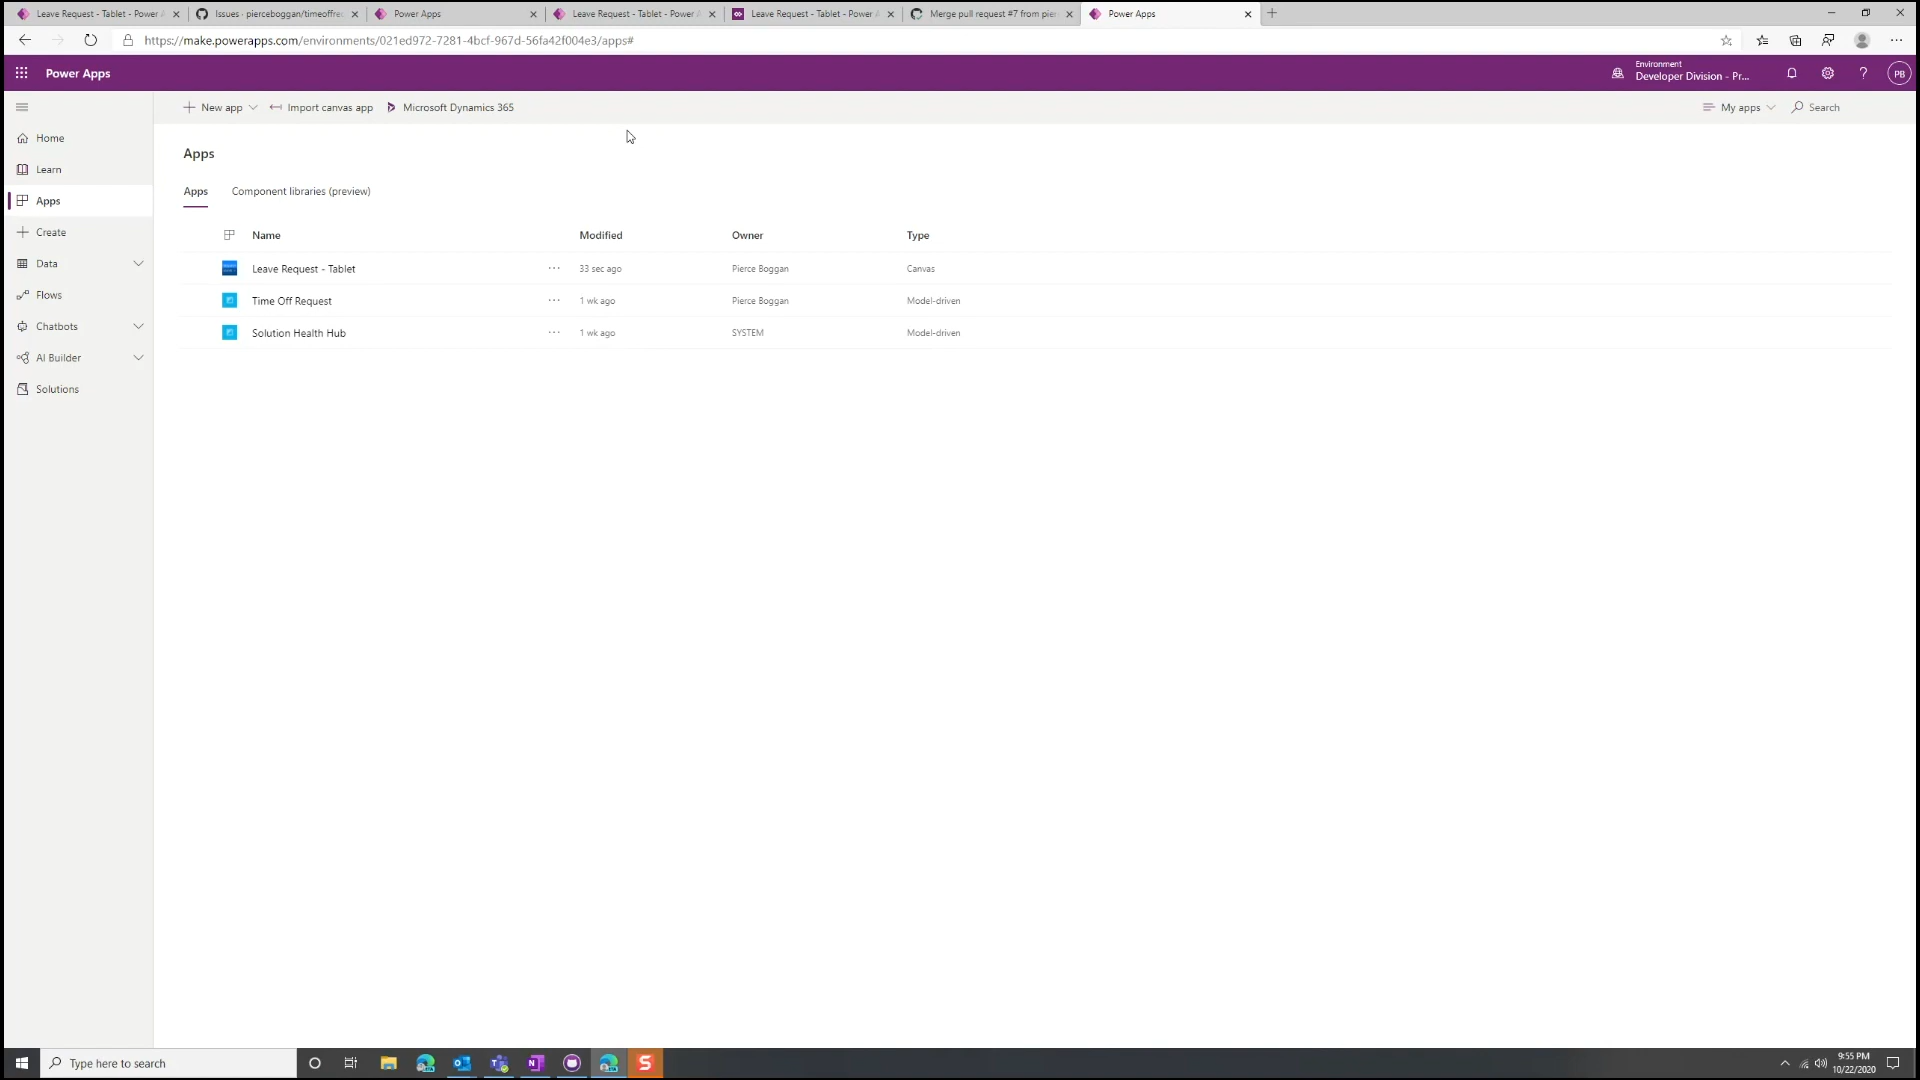 Leave Request - Tablet - Power A
Issues · pierceboggan/timeoffrec
Power Apps
Leave Request - Tablet - Power A
Leave Request - Tablet - Power A
Merge pull request #7 from pier
Power Apps
https://make.powerapps.com/environments/021ed972-7281-4bcf-967d-56fa42f004e3/apps#
Power Apps
Environment
Developer Division - Pr...
PB
New app
Import canvas app
Microsoft Dynamics 365
My apps
Search
Home
Learn
Apps
Create
Data
Flows
Chatbots
AI Builder
Solutions
Apps
Apps
Component libraries (preview)
Name
Modified
Owner
Type
Leave Request - Tablet
...
33 sec ago
Pierce Boggan
Canvas
Time Off Request
...
1 wk ago
Pierce Boggan
Model-driven
Solution Health Hub
...
1 wk ago
SYSTEM
Model-driven
Type here to search
9:55 PM
10/22/2020